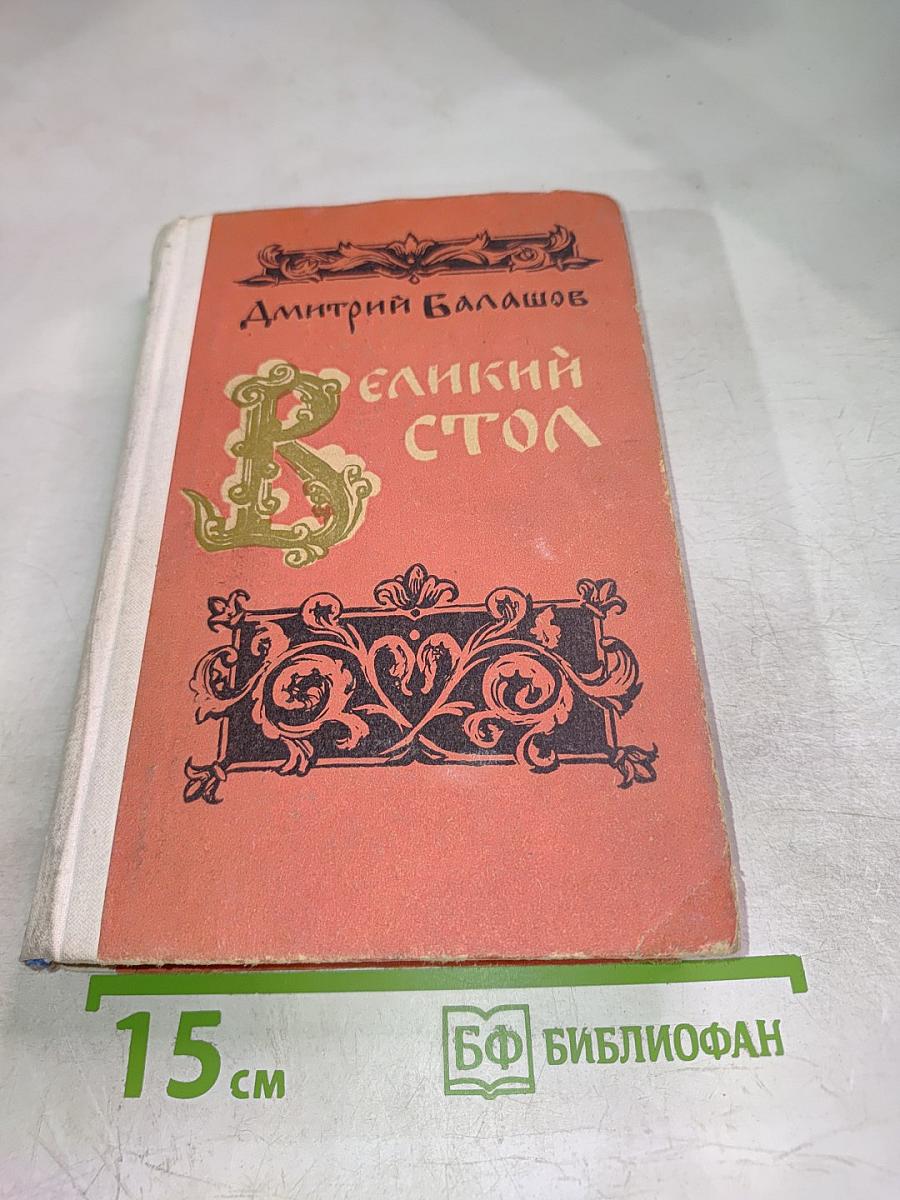 Дмитрий Балашов
Великий
стол
15 см
БФ БИБЛИОФАН